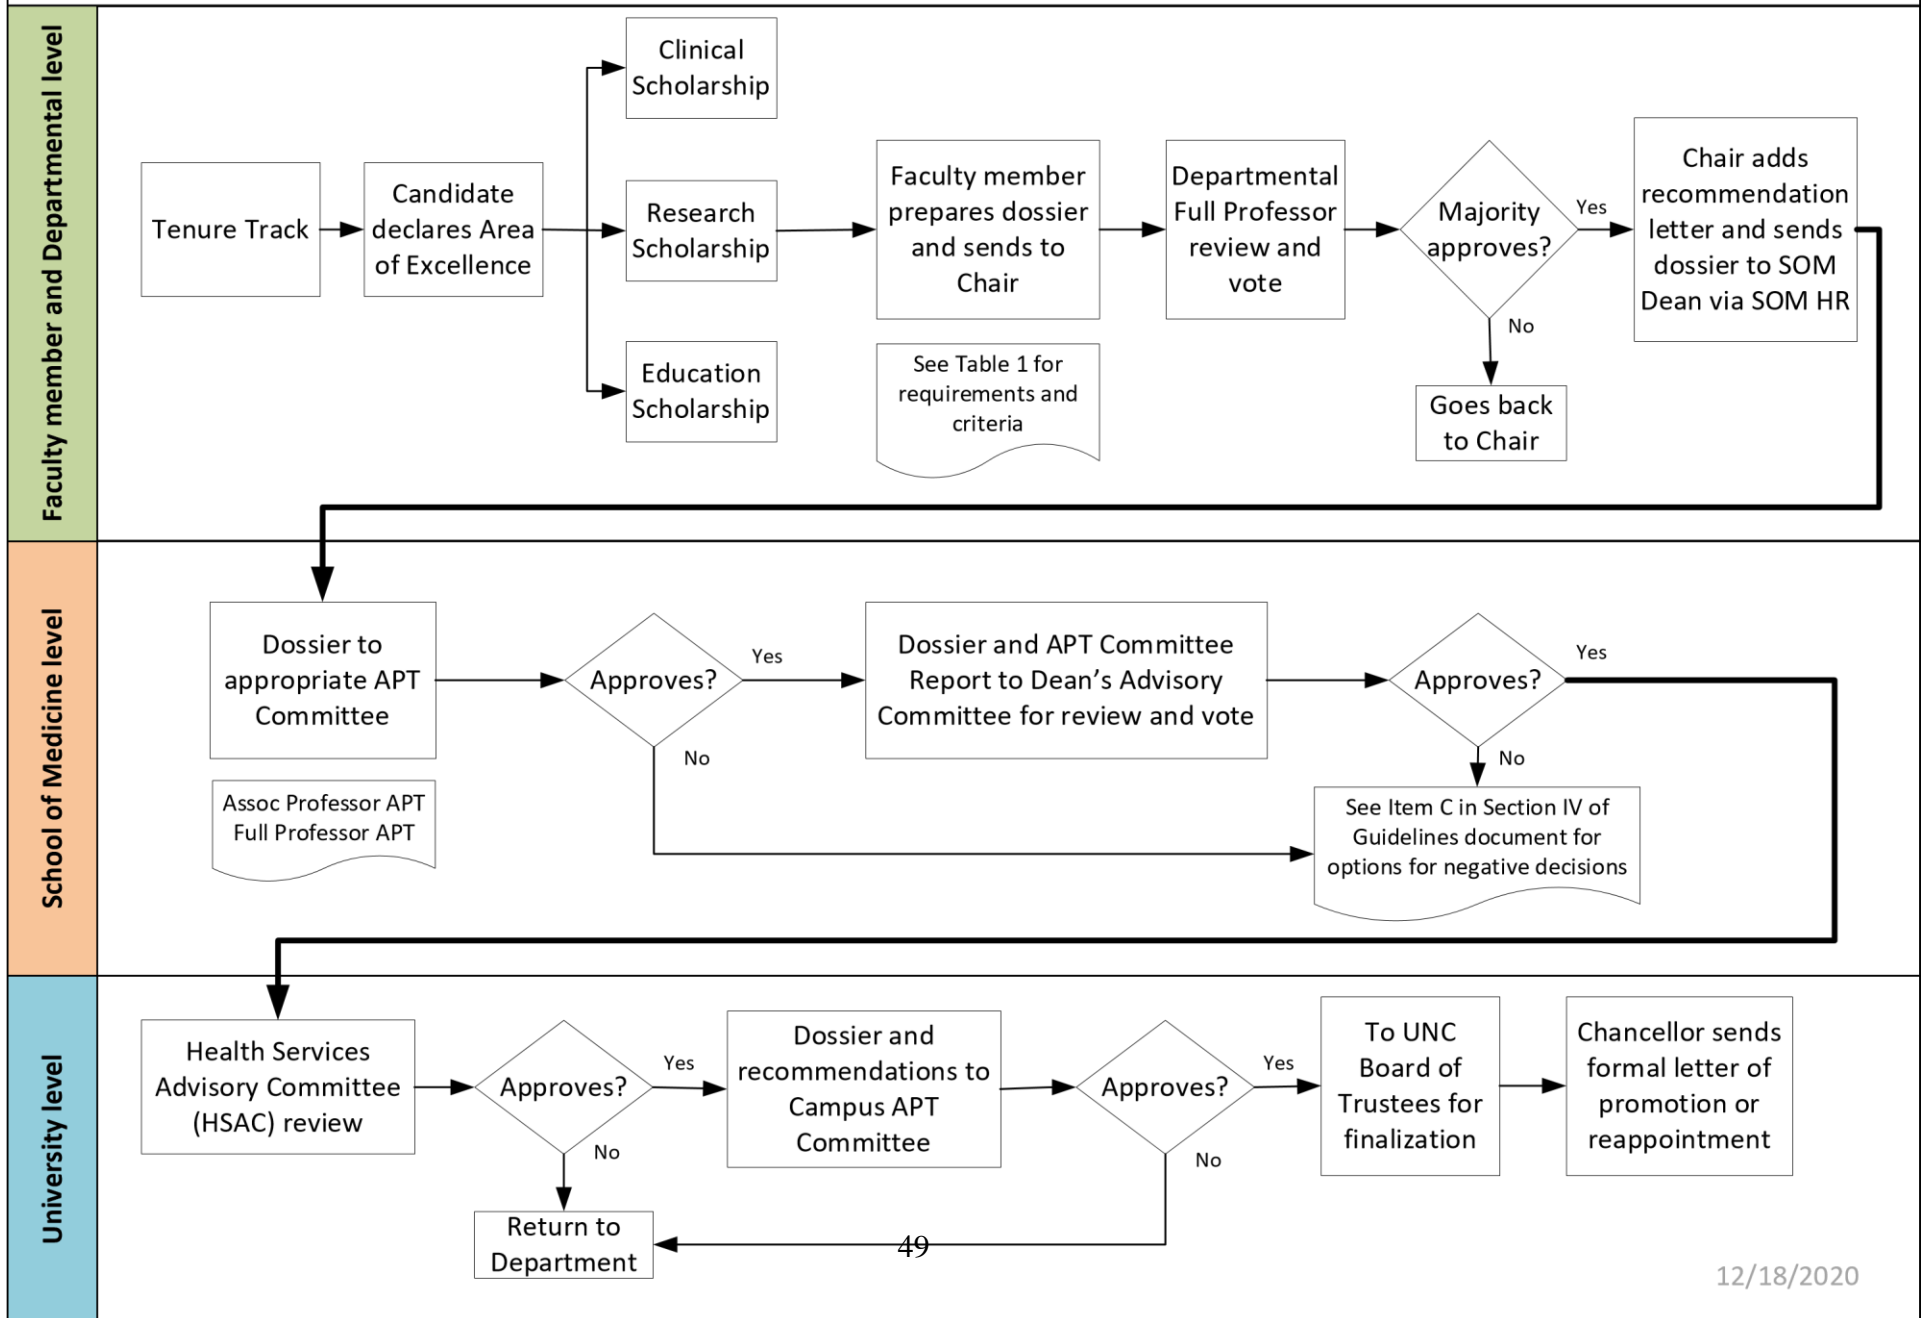 Faculty member and Departmental level
Tenure Track
Candidate
declares Area
of Excellence
Clinical
Scholarship
Research
Scholarship
Education
Scholarship
Faculty member
prepares dossier
and sends to
Chair
See Table 1 for
requirements and
criteria
Departmental
Full Professor
review and
vote
Majority
approves?
Yes
No
Goes back
to Chair
Chair adds
recommendation
letter and sends
dossier to SOM
Dean via SOM HR
School of Medicine level
Dossier to
appropriate APT
Committee
Assoc Professor APT
Full Professor APT
Approves?
Yes
No
Dossier and APT Committee
Report to Dean’s Advisory
Committee for review and vote
Approves?
Yes
No
See Item C in Section IV of
Guidelines document for
options for negative decisions
University level
Health Services
Advisory Committee
(HSAC) review
Approves?
Yes
No
Return to
Department
Dossier and
recommendations to
Campus APT
Committee
Approves?
Yes
No
To UNC
Board of
Trustees for
finalization
Chancellor sends
formal letter of
promotion or
reappointment
49
12/18/2020